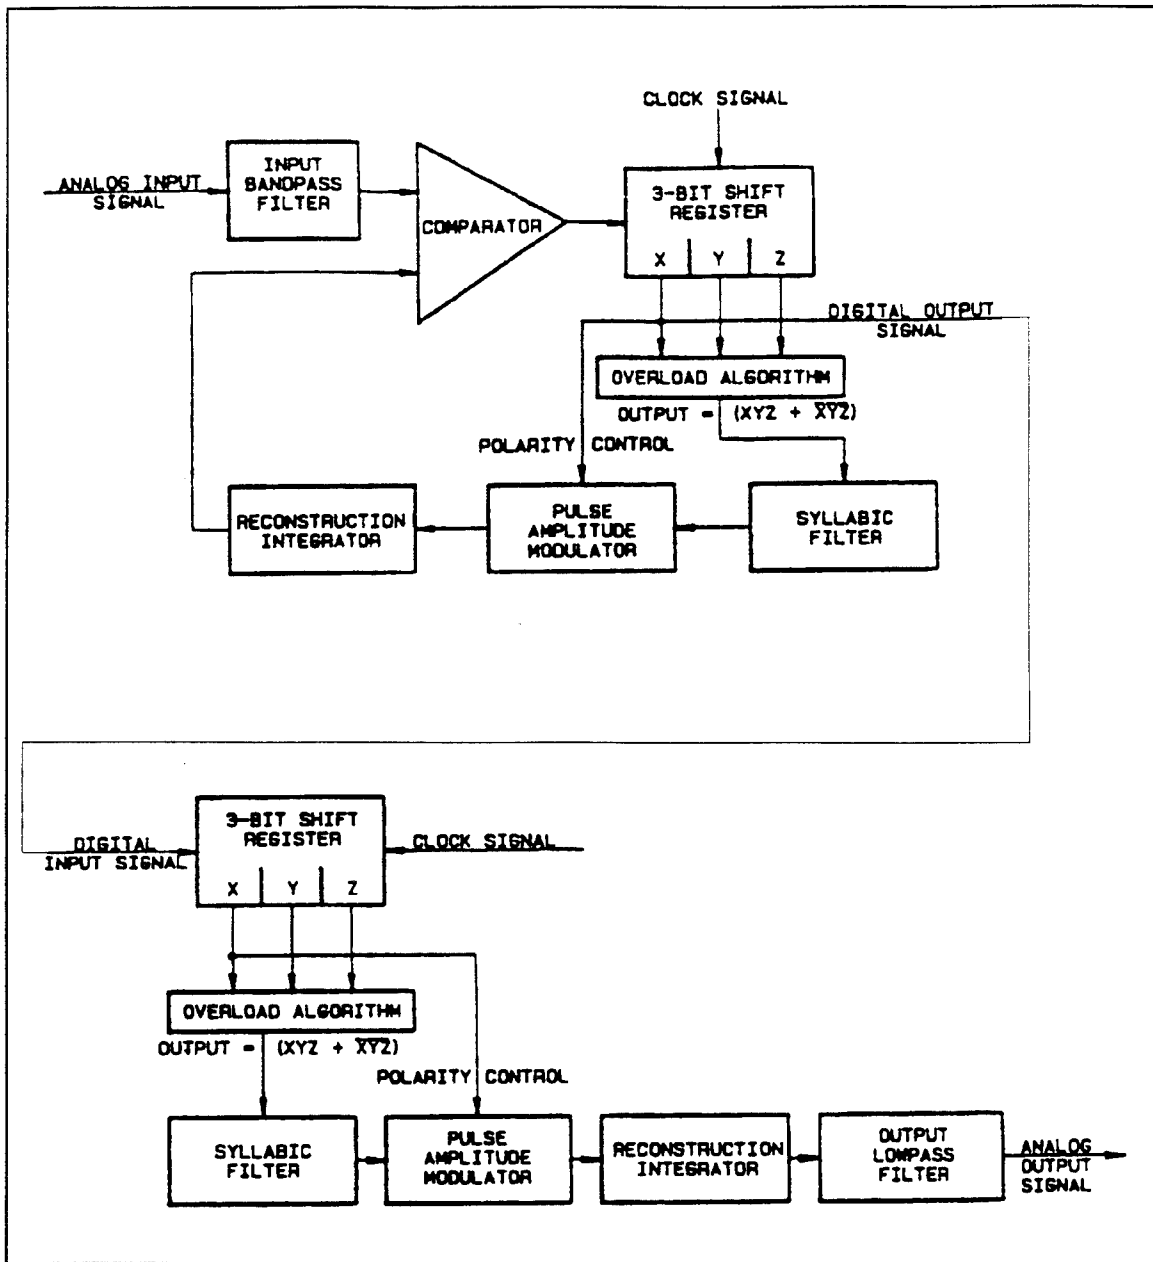 CLOCK SIGNAL
INPUT
BANDPASS
FILTER
ANALOG INPUT
SIGNAL
COMPARATOR
3-BIT SHIFT
REGISTER
X Y Z
DIGITAL OUTPUT
SIGNAL
OVERLOAD ALGORITHM
OUTPUT = (XYZ + X̅Y̅Z̅)
POLARITY CONTROL
RECONSTRUCTION
INTEGRATOR
PULSE
AMPLITUDE
MODULATOR
SYLLABIC
FILTER
3-BIT SHIFT
REGISTER
DIGITAL
INPUT SIGNAL
CLOCK SIGNAL
X Y Z
OVERLOAD ALGORITHM
OUTPUT = (XYZ + X̅Y̅Z̅)
POLARITY CONTROL
SYLLABIC
FILTER
PULSE
AMPLITUDE
MODULATOR
RECONSTRUCTION
INTEGRATOR
OUTPUT
LOWPASS
FILTER
ANALOG
OUTPUT
SIGNAL